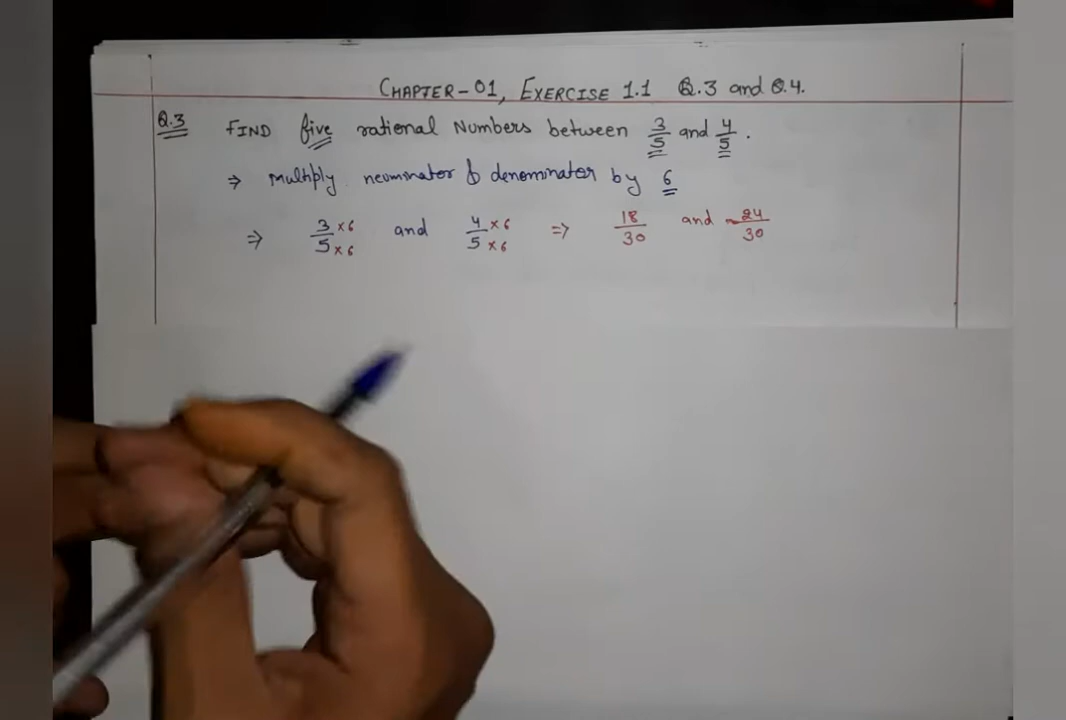 CHAPTER-01, EXERCISE 1.1 Q.3 and Q.4.
Q.3 FIND five rational Numbers between 3/5 and 4/5.
⇒ multiply neuminator & denominator by 6
⇒ 3×6/5×6 and 4×6/5×6 ⇒ 18/30 and 24/30